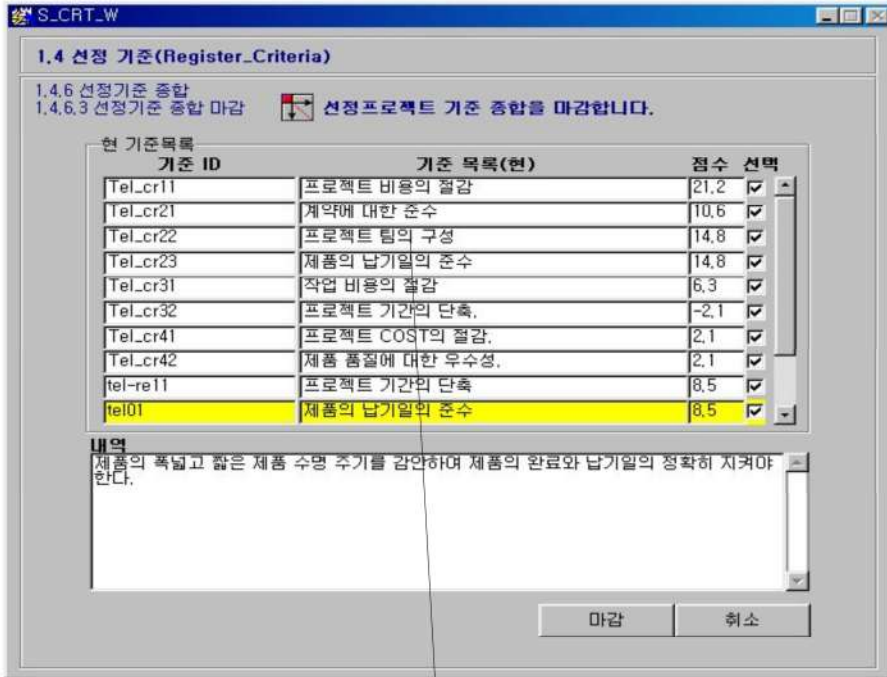 S_CRT_W
1.4 선정 기준(Register_Criteria)
1.4.6 선정기준 종합
1.4.6.3 선정기준 종합 마감
선정프로젝트 기준 종합을 마감합니다.
현 기준목록
기준 ID 기준 목록(현) 점수 선택
Tel_cr11 프로젝트 비용의 절감 21.2
Tel_cr21 계약에 대한 준수 10.6
Tel_cr22 프로젝트 팀의 구성 14.8
Tel_cr23 제품의 납기일의 준수 14.8
Tel_cr31 작업 비용의 절감 6.3
Tel_cr32 프로젝트 기간의 단축. -2.1
Tel_cr41 프로젝트 COST의 절감. 2.1
Tel_cr42 제품 품질에 대한 우수성. 2.1
tel-re11 프로젝트 기간의 단축 8.5
tel01 제품의 납기일의 준수 8.5
내역
제품의 폭넓고 짧은 제품 수명 주기를 감안하여 제품의 완료와 납기일의 정확히 지켜야
한다.
마감 취소